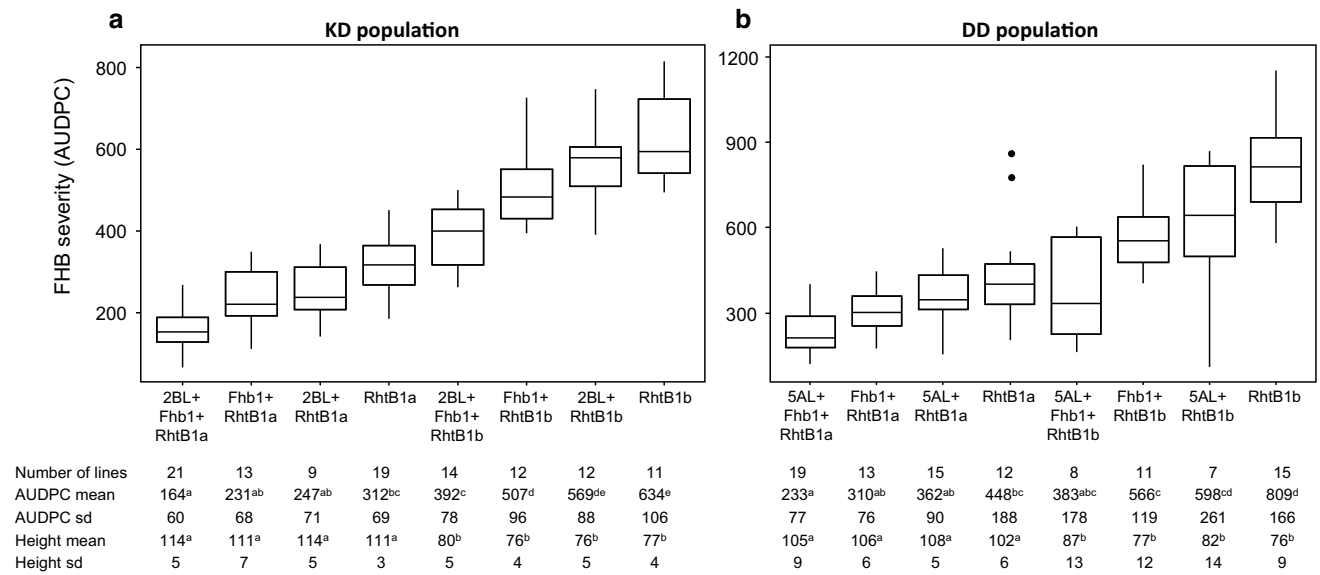 a
KD population
b
DD population
FHB severity (AUDPC)
800
600
400
200
1200
900
600
300
2BL+ Fhb1+ 2BL+ RhtB1a 2BL+ Fhb1+ 2BL+ RhtB1b
Fhb1+ RhtB1a RhtB1a Fhb1+ RhtB1b RhtB1b
RhtB1a RhtB1b
5AL+ Fhb1+ 5AL+ RhtB1a 5AL+ Fhb1+ 5AL+ RhtB1b
Fhb1+ RhtB1a RhtB1a Fhb1+ RhtB1b RhtB1b
RhtB1a RhtB1b
Number of lines 21 13 9 19 14 12 12 11 19 13 15 12 8 11 7 15
AUDPC mean 164ᵃ 231ᵃᵇ 247ᵃᵇ 312ᵇᶜ 392ᶜ 507ᵈ 569ᵈᵉ 634ᵉ 233ᵃ 310ᵃᵇ 362ᵃᵇ 448ᵇᶜ 383ᵃᵇᶜ 566ᶜ 598ᶜᵈ 809ᵈ
AUDPC sd 60 68 71 69 78 96 88 106 77 76 90 188 178 119 261 166
Height mean 114ᵃ 111ᵃ 114ᵃ 111ᵃ 80ᵇ 76ᵇ 76ᵇ 77ᵇ 105ᵃ 106ᵃ 108ᵃ 102ᵃ 87ᵇ 77ᵇ 82ᵇ 76ᵇ
Height sd 5 7 5 3 5 4 5 4 9 6 5 6 13 12 14 9